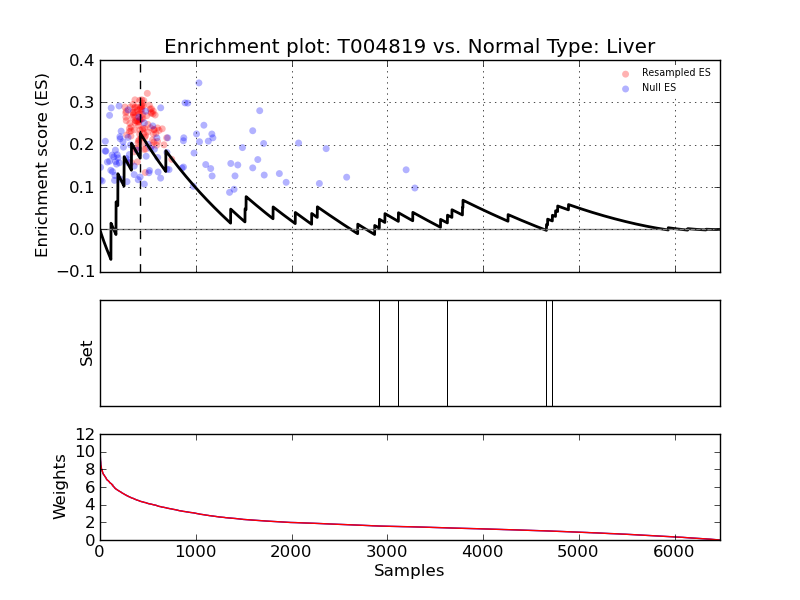 Enrichment plot: T004819 vs. Normal Type: Liver
Enrichment score (ES)
0.4
0.3
0.2
0.1
0.0
−0.1
Resampled ES
Null ES
Set
Weights
12
10
8
6
4
2
0
0 1000 2000 3000 4000 5000 6000
Samples